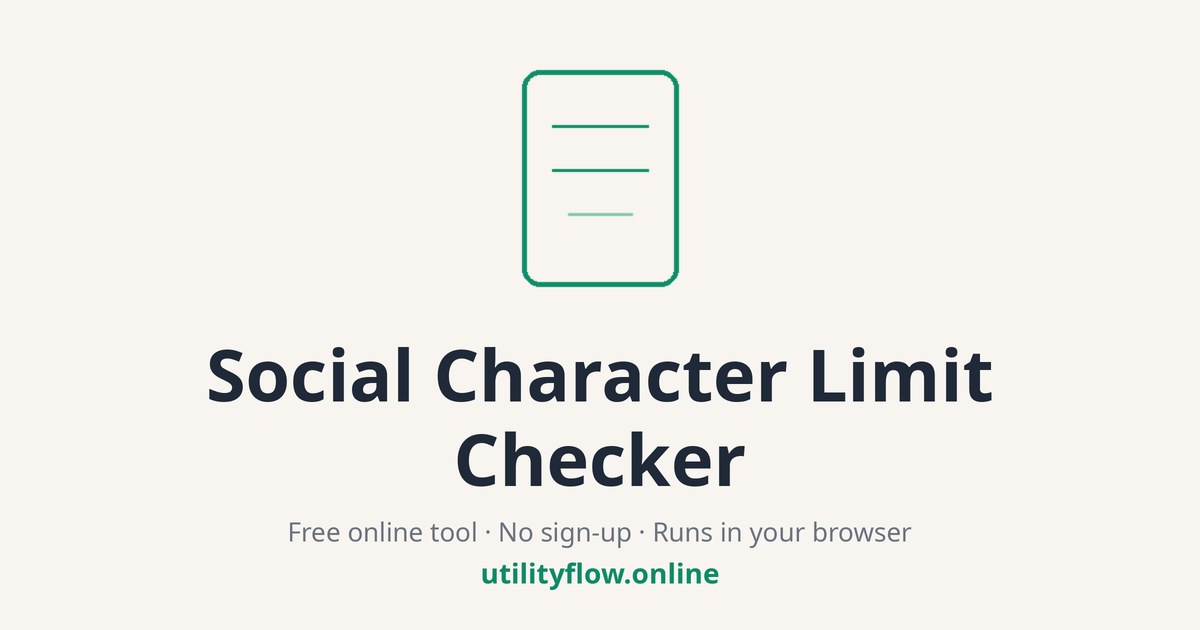 Social Character Limit
Checker
Free online tool · No sign-up · Runs in your browser
utilityflow.online